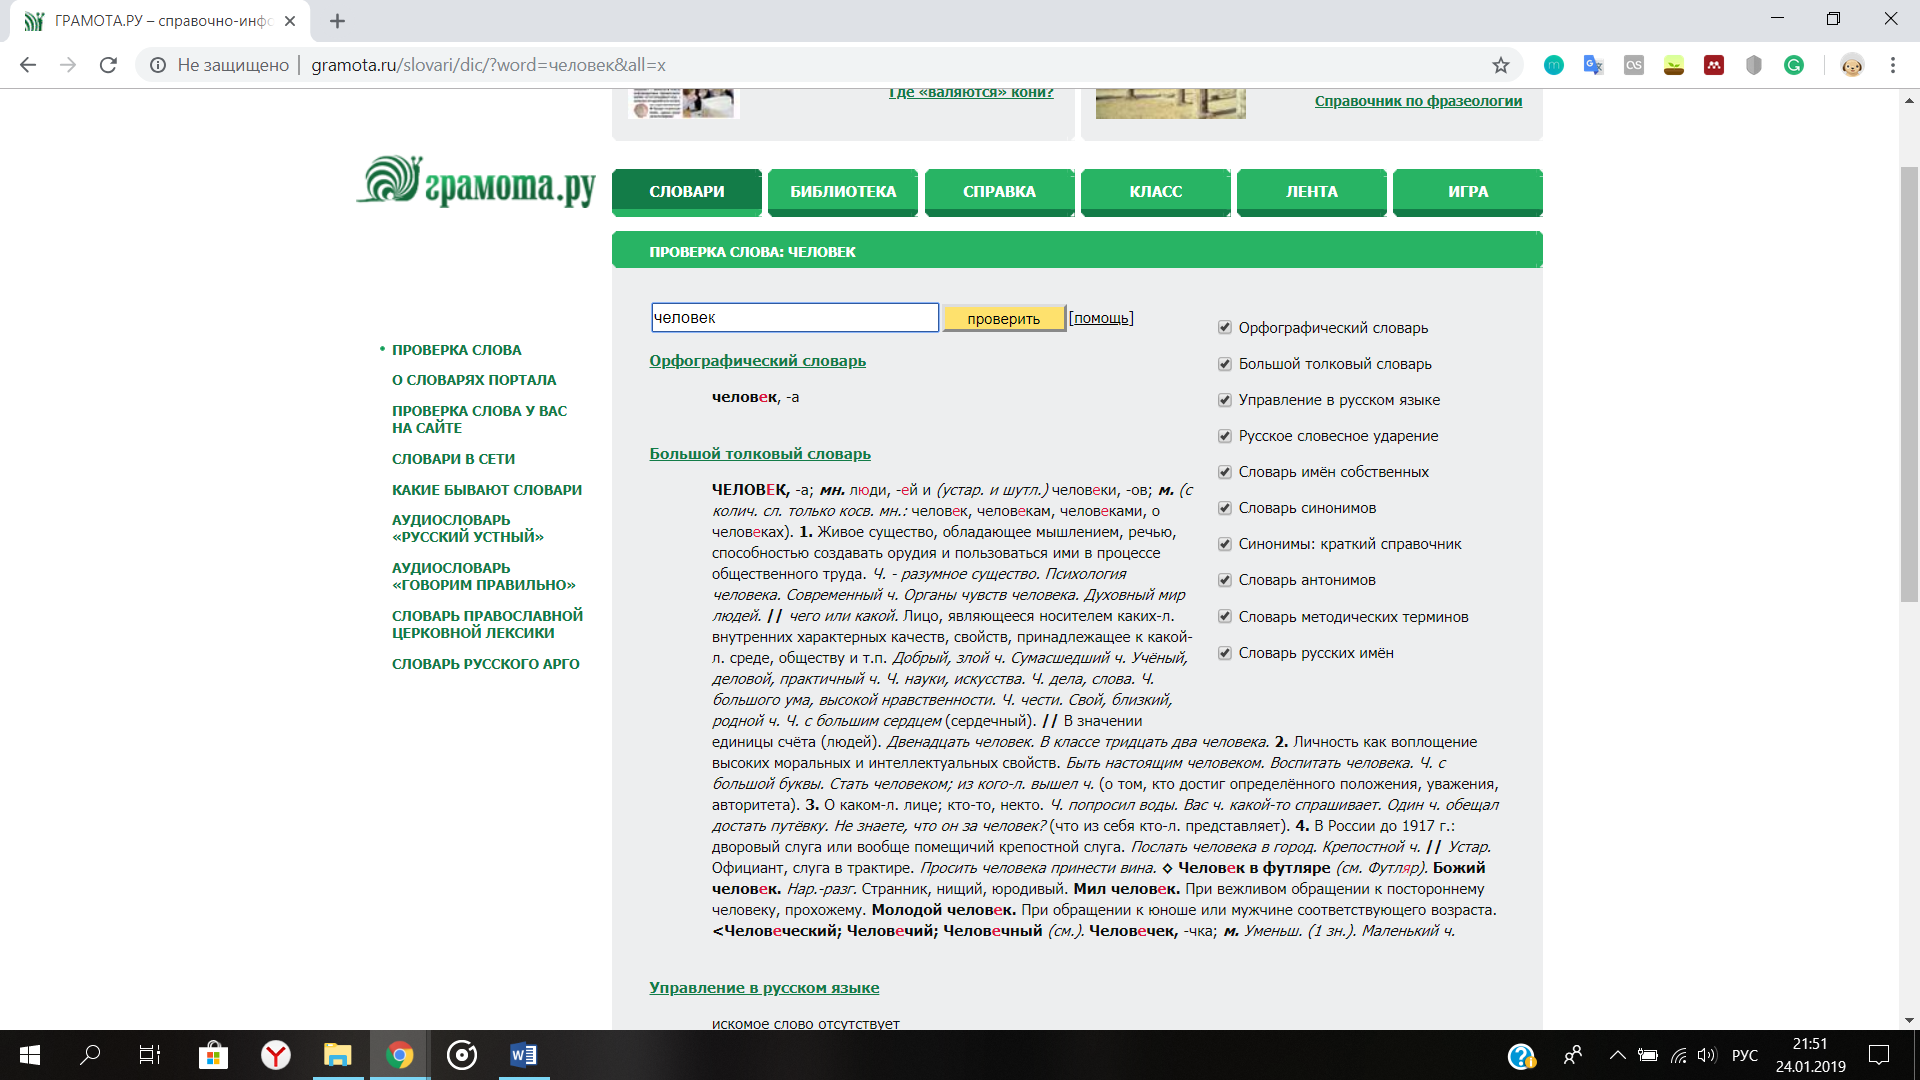 ГРАМОТА.РУ – справочно-инфо
Не защищено | gramota.ru/slovari/dic/?word=человек&all=x
Где «валяются» кони?
Справочник по фразеологии
грамота.ру
СЛОВАРИ БИБЛИОТЕКА СПРАВКА КЛАСС ЛЕНТА ИГРА
ПРОВЕРКА СЛОВА: ЧЕЛОВЕК
человек проверить [помощь]
ПРОВЕРКА СЛОВА
О СЛОВАРЯХ ПОРТАЛА
ПРОВЕРКА СЛОВА У ВАС
НА САЙТЕ
СЛОВАРИ В СЕТИ
КАКИЕ БЫВАЮТ СЛОВАРИ
АУДИОСЛОВАРЬ
«РУССКИЙ УСТНЫЙ»
АУДИОСЛОВАРЬ
«ГОВОРИМ ПРАВИЛЬНО»
СЛОВАРЬ ПРАВОСЛАВНОЙ
ЦЕРКОВНОЙ ЛЕКСИКИ
СЛОВАРЬ РУССКОГО АРГО
Орфографический словарь
Большой толковый словарь
Управление в русском языке
Русское словесное ударение
Словарь имён собственных
Словарь синонимов
Синонимы: краткий справочник
Словарь антонимов
Словарь методических терминов
Словарь русских имён
Орфографический словарь
человек, -а
Большой толковый словарь
ЧЕЛОВЕК, -а; мн. люди, -ей и (устар. и шутл.) человеки, -ов; м. (с
колич. сл. только косв. мн.: человек, человекам, человеками, о
человеках). 1. Живое существо, обладающее мышлением, речью,
способностью создавать орудия и пользоваться ими в процессе
общественного труда. Ч. - разумное существо. Психология
человека. Современный ч. Органы чувств человека. Духовный мир
людей. // чего или какой. Лицо, являющееся носителем каких-л.
внутренних характерных качеств, свойств, принадлежащее к какой-
л. среде, обществу и т.п. Добрый, злой ч. Сумасшедший ч. Учёный,
деловой, практичный ч. Ч. науки, искусства. Ч. дела, слова. Ч.
большого ума, высокой нравственности. Ч. чести. Свой, близкий,
родной ч. Ч. с большим сердцем (сердечный). // В значении
единицы счёта (людей). Двенадцать человек. В классе тридцать два человека. 2. Личность как воплощение
высоких моральных и интеллектуальных свойств. Быть настоящим человеком. Воспитать человека. Ч. с
большой буквы. Стать человеком; из кого-л. вышел ч. (о том, кто достиг определённого положения, уважения,
авторитета). 3. О каком-л. лице; кто-то, некто. Ч. попросил воды. Вас ч. какой-то спрашивает. Один ч. обещал
достать путёвку. Не знаете, что он за человек? (что из себя кто-л. представляет). 4. В России до 1917 г.:
дворовый слуга или вообще помещичий крепостной слуга. Послать человека в город. Крепостной ч. // Устар.
Официант, слуга в трактире. Просить человека принести вина. ◇ Человек в футляре (см. Футляр). Божий
человек. Нар.-разг. Странник, нищий, юродивый. Мил человек. При вежливом обращении к постороннему
человеку, прохожему. Молодой человек. При обращении к юноше или мужчине соответствующего возраста.
<Человеческий; Человечий; Человечный (см.). Человечек, -чка; м. Уменьш. (1 зн.). Маленький ч.
Управление в русском языке
искомое слово отсутствует
РУС
21:51
24.01.2019